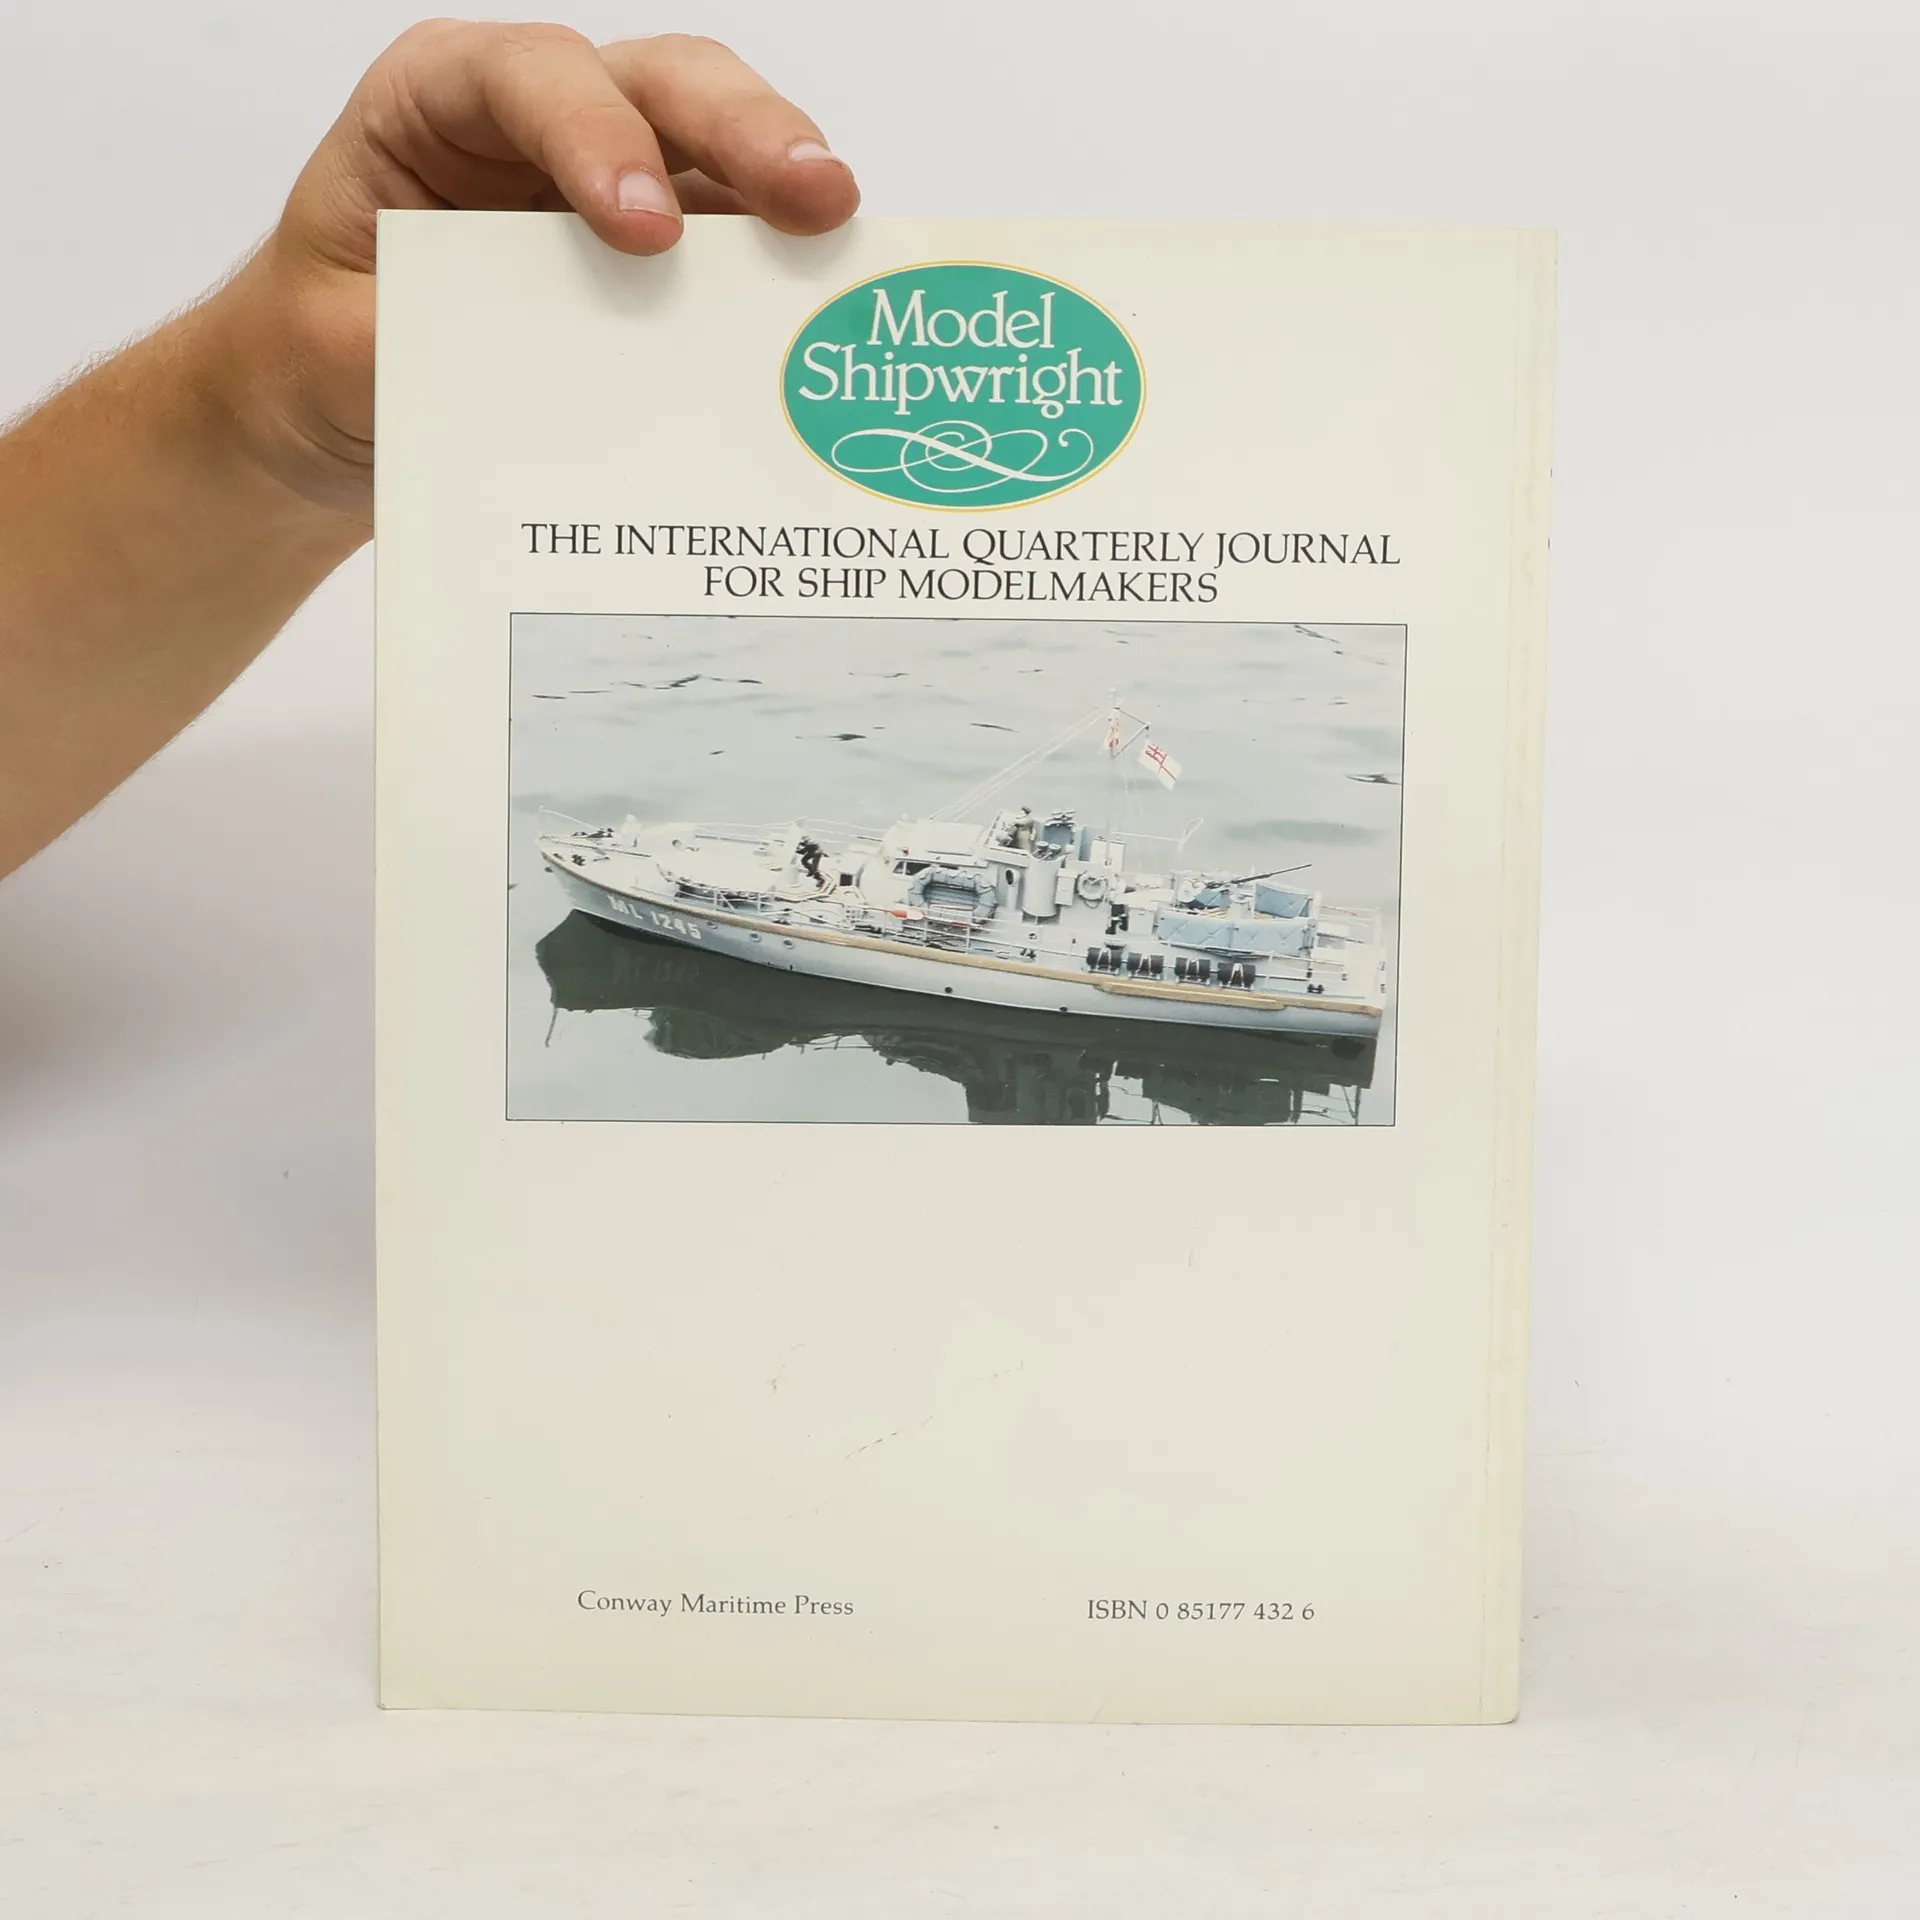 Model
Shipwright
THE INTERNATIONAL QUARTERLY JOURNAL
FOR SHIP MODELMAKERS
ML 1245
Conway Maritime Press
ISBN 0 85177 432 6